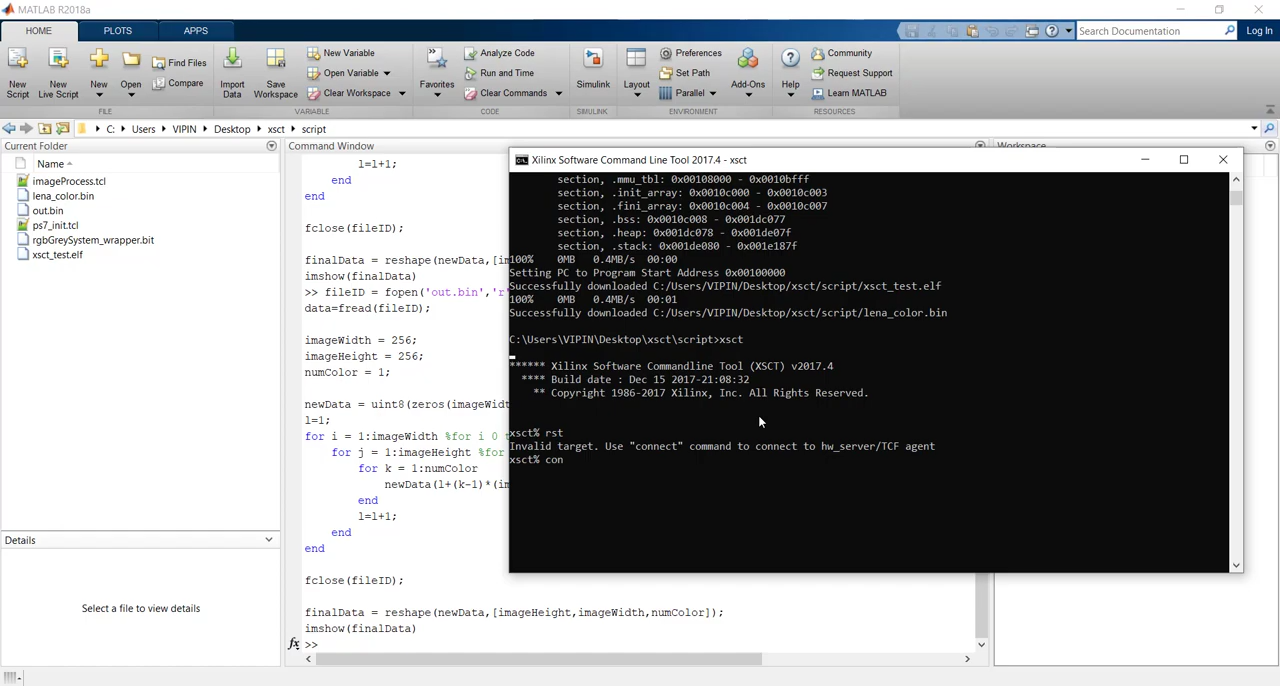 MATLAB R2018a
HOME
PLOTS
APPS
Search Documentation
Log In
New Script
New Live Script
New
Open
Find Files
Compare
Import Data
Save Workspace
New Variable
Open Variable
Clear Workspace
Favorites
Analyze Code
Run and Time
Clear Commands
Simulink
Layout
Preferences
Set Path
Parallel
Add-Ons
Help
Community
Request Support
Learn MATLAB
FILE
VARIABLE
CODE
SIMULINK
ENVIRONMENT
RESOURCES
C: Users VIPIN Desktop xsct script
Current Folder
Name
imageProcess.tcl
lena_color.bin
out.bin
ps7_init.tcl
rgbGreySystem_wrapper.bit
xsct_test.elf
Details
Select a file to view details
Command Window
l=l+1;
end
end
fclose(fileID);
finalData = reshape(newData,[im
imshow(finalData)
>> fileID = fopen('out.bin','r'
data=fread(fileID);
imageWidth = 256;
imageHeight = 256;
numColor = 1;
newData = uint8(zeros(imageWidt
l=1;
for i = 1:imageWidth %for i 0 t
for j = 1:imageHeight %for
for k = 1:numColor
newData(l+(k-1)*(im
end
l=l+1;
end
end
fclose(fileID);
finalData = reshape(newData,[imageHeight,imageWidth,numColor]);
imshow(finalData)
fx >>
Workspace
Xilinx Software Command Line Tool 2017.4 - xsct
section, .mmu_tbl: 0x00108000 - 0x0010bfff
section, .init_array: 0x0010c000 - 0x0010c003
section, .fini_array: 0x0010c004 - 0x0010c007
section, .bss: 0x0010c008 - 0x001dc077
section, .heap: 0x001dc078 - 0x001de07f
section, .stack: 0x001de080 - 0x001e187f
100% 0MB 0.4MB/s 00:00
Setting PC to Program Start Address 0x00100000
Successfully downloaded C:/Users/VIPIN/Desktop/xsct/script/xsct_test.elf
100% 0MB 0.4MB/s 00:01
Successfully downloaded C:/Users/VIPIN/Desktop/xsct/script/lena_color.bin
C:\Users\VIPIN\Desktop\xsct\script>xsct
****** Xilinx Software Commandline Tool (XSCT) v2017.4
**** Build date : Dec 15 2017-21:08:32
** Copyright 1986-2017 Xilinx, Inc. All Rights Reserved.
xsct% rst
Invalid target. Use "connect" command to connect to hw_server/TCF agent
xsct% con